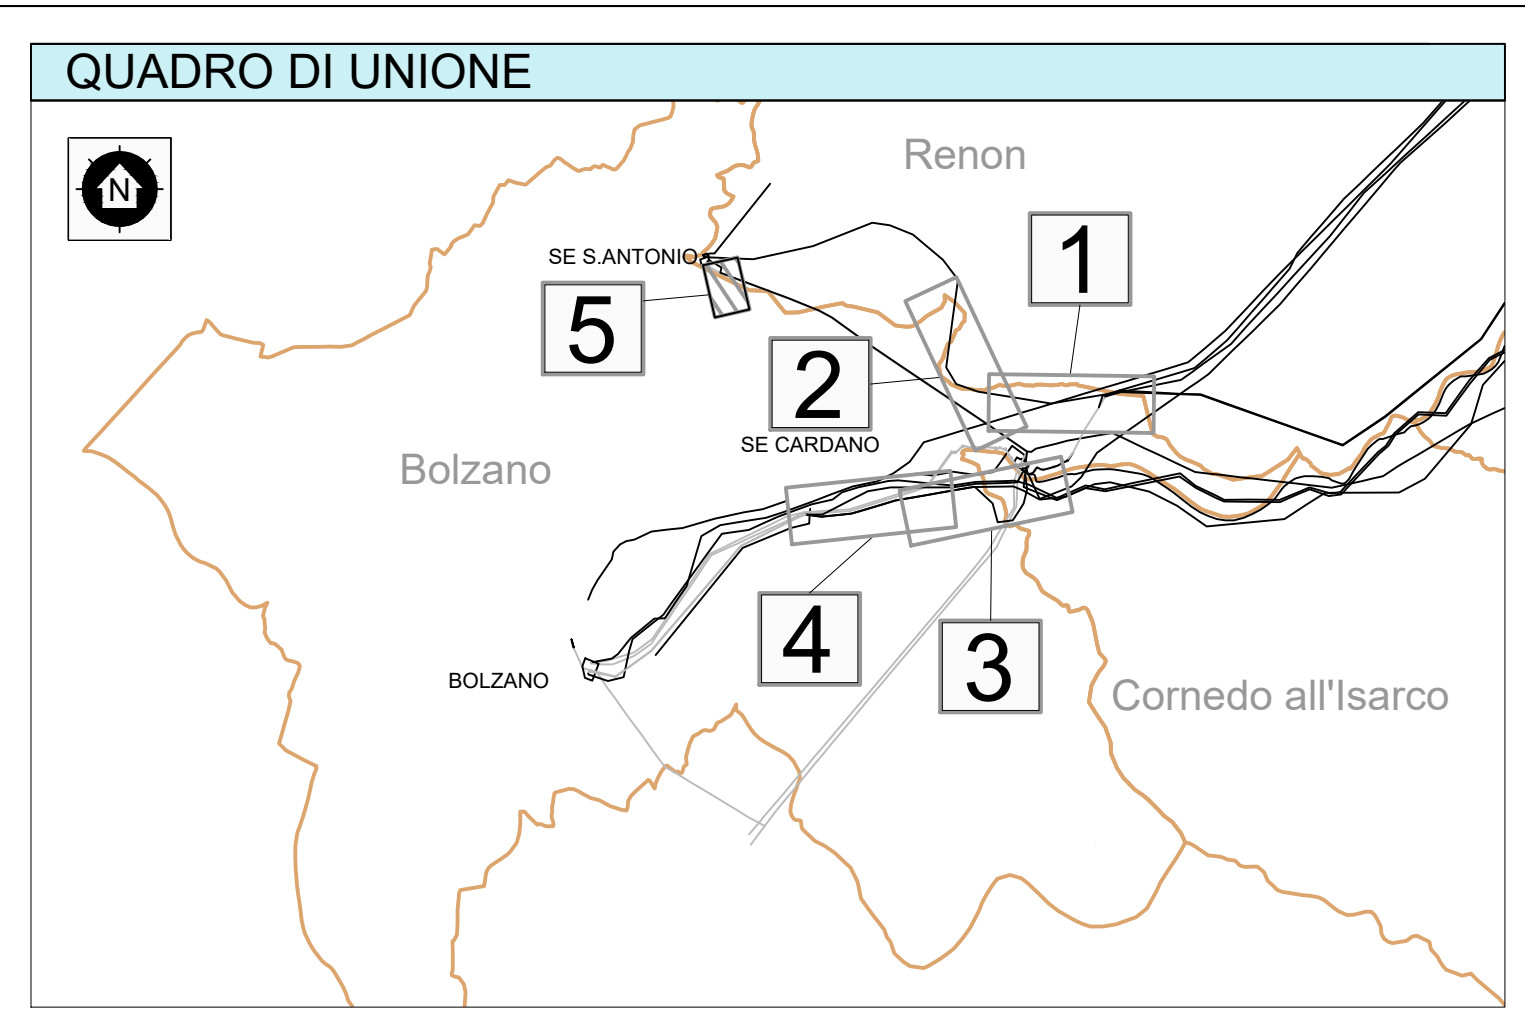 QUADRO DI UNIONE
Renon
N
1
SE S.ANTONIO
5
2
SE CARDANO
Bolzano
4
3
BOLZANO
Cornedo all'Isarco